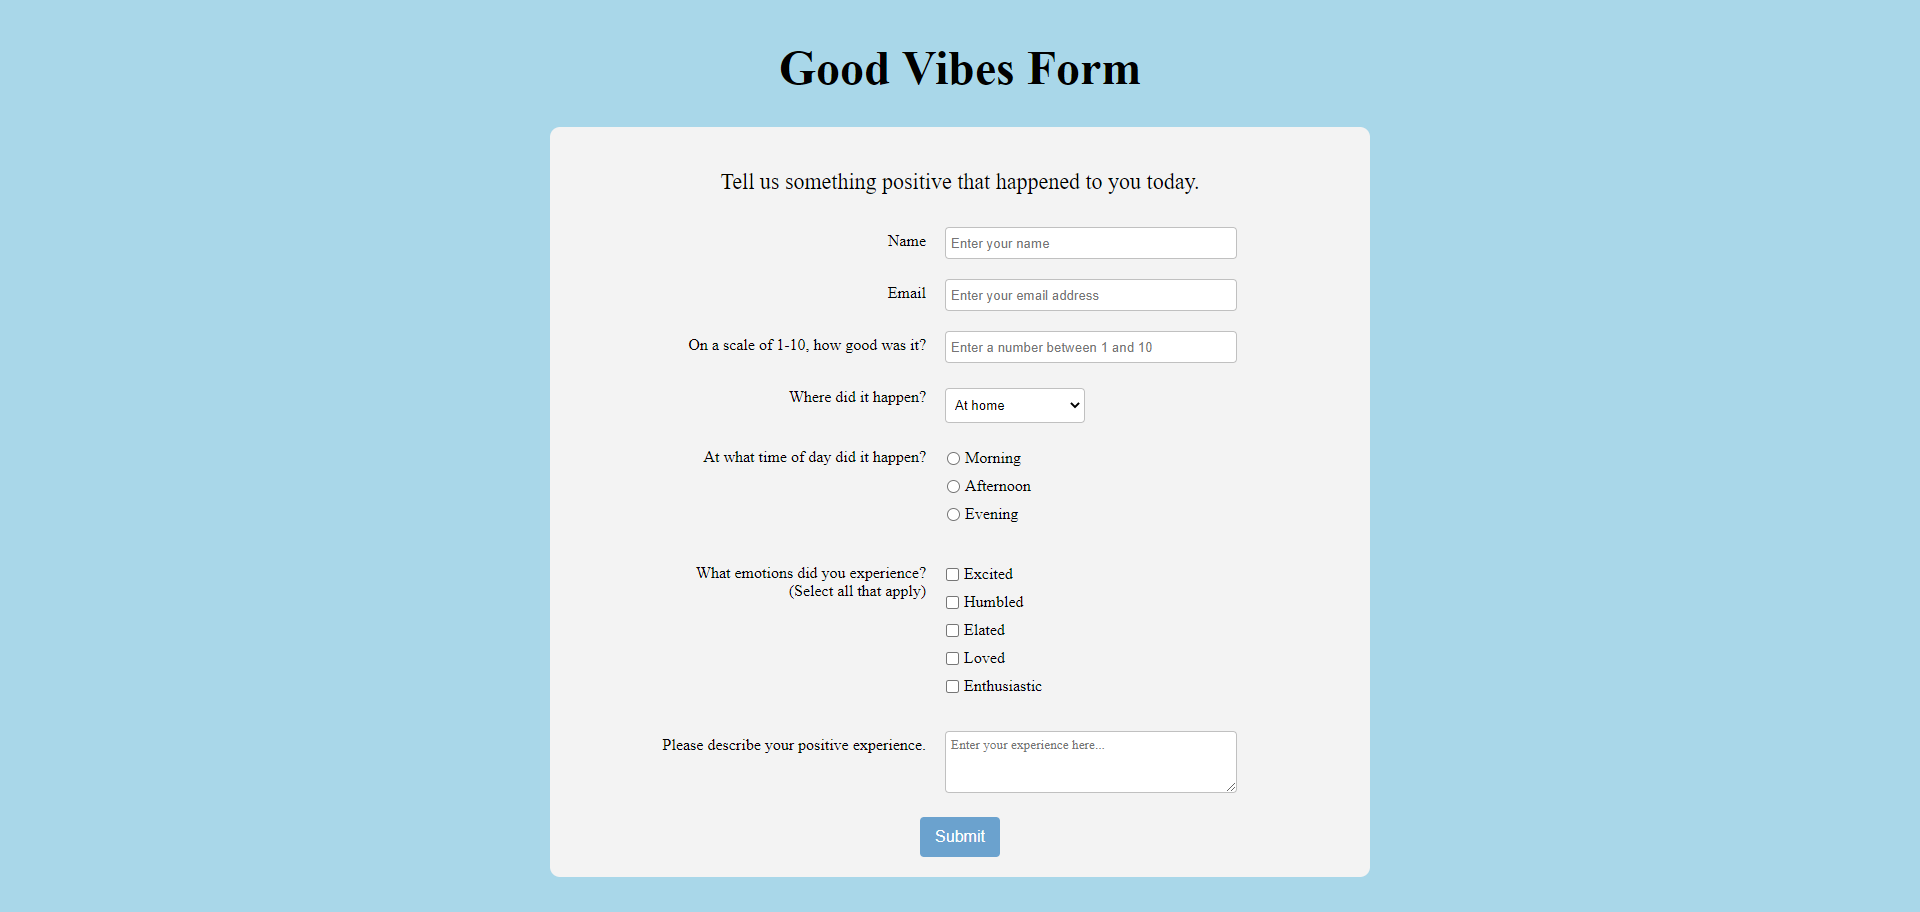 Good Vibes Form
Tell us something positive that happened to you today.
Name
Enter your name
Email
Enter your email address
On a scale of 1-10, how good was it?
Enter a number between 1 and 10
Where did it happen?
At home
At what time of day did it happen?
Morning
Afternoon
Evening
What emotions did you experience?
(Select all that apply)
Excited
Humbled
Elated
Loved
Enthusiastic
Please describe your positive experience.
Enter your experience here...
Submit